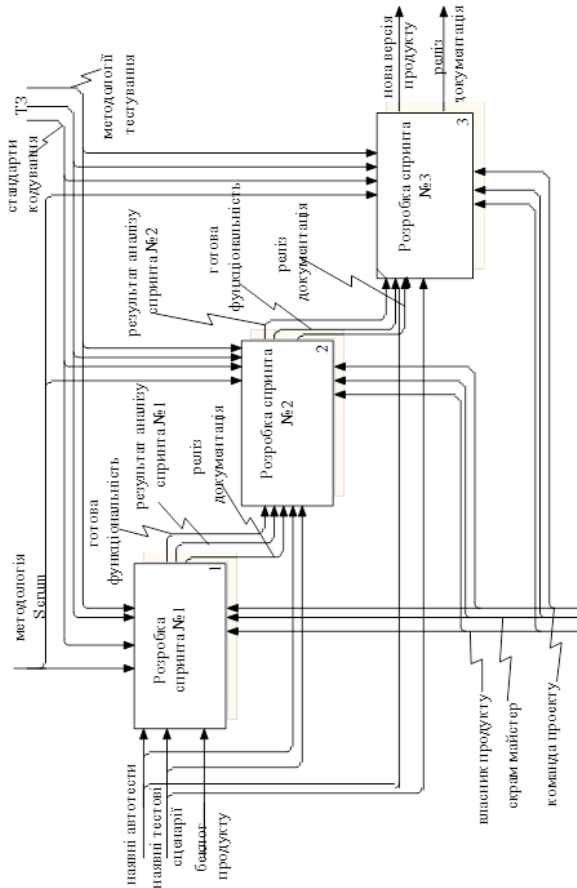 методологія
Scrum
стандарти
кодування
ТЗ
методології
тестування
наявні автотести
наявні тестові
сценарії
беклог
продукту
Розробка
спринта №1
1
готова
функціональність
результат аналізу
спринта №1
реліз
документація
Розробка спринта
№2
2
результат аналізу
спринта №2
готова
функціональність
реліз
документація
Розробка спринта
№3
3
нова версія
продукту
реліз
документація
власник продукту
скрам майстер
команда проекту